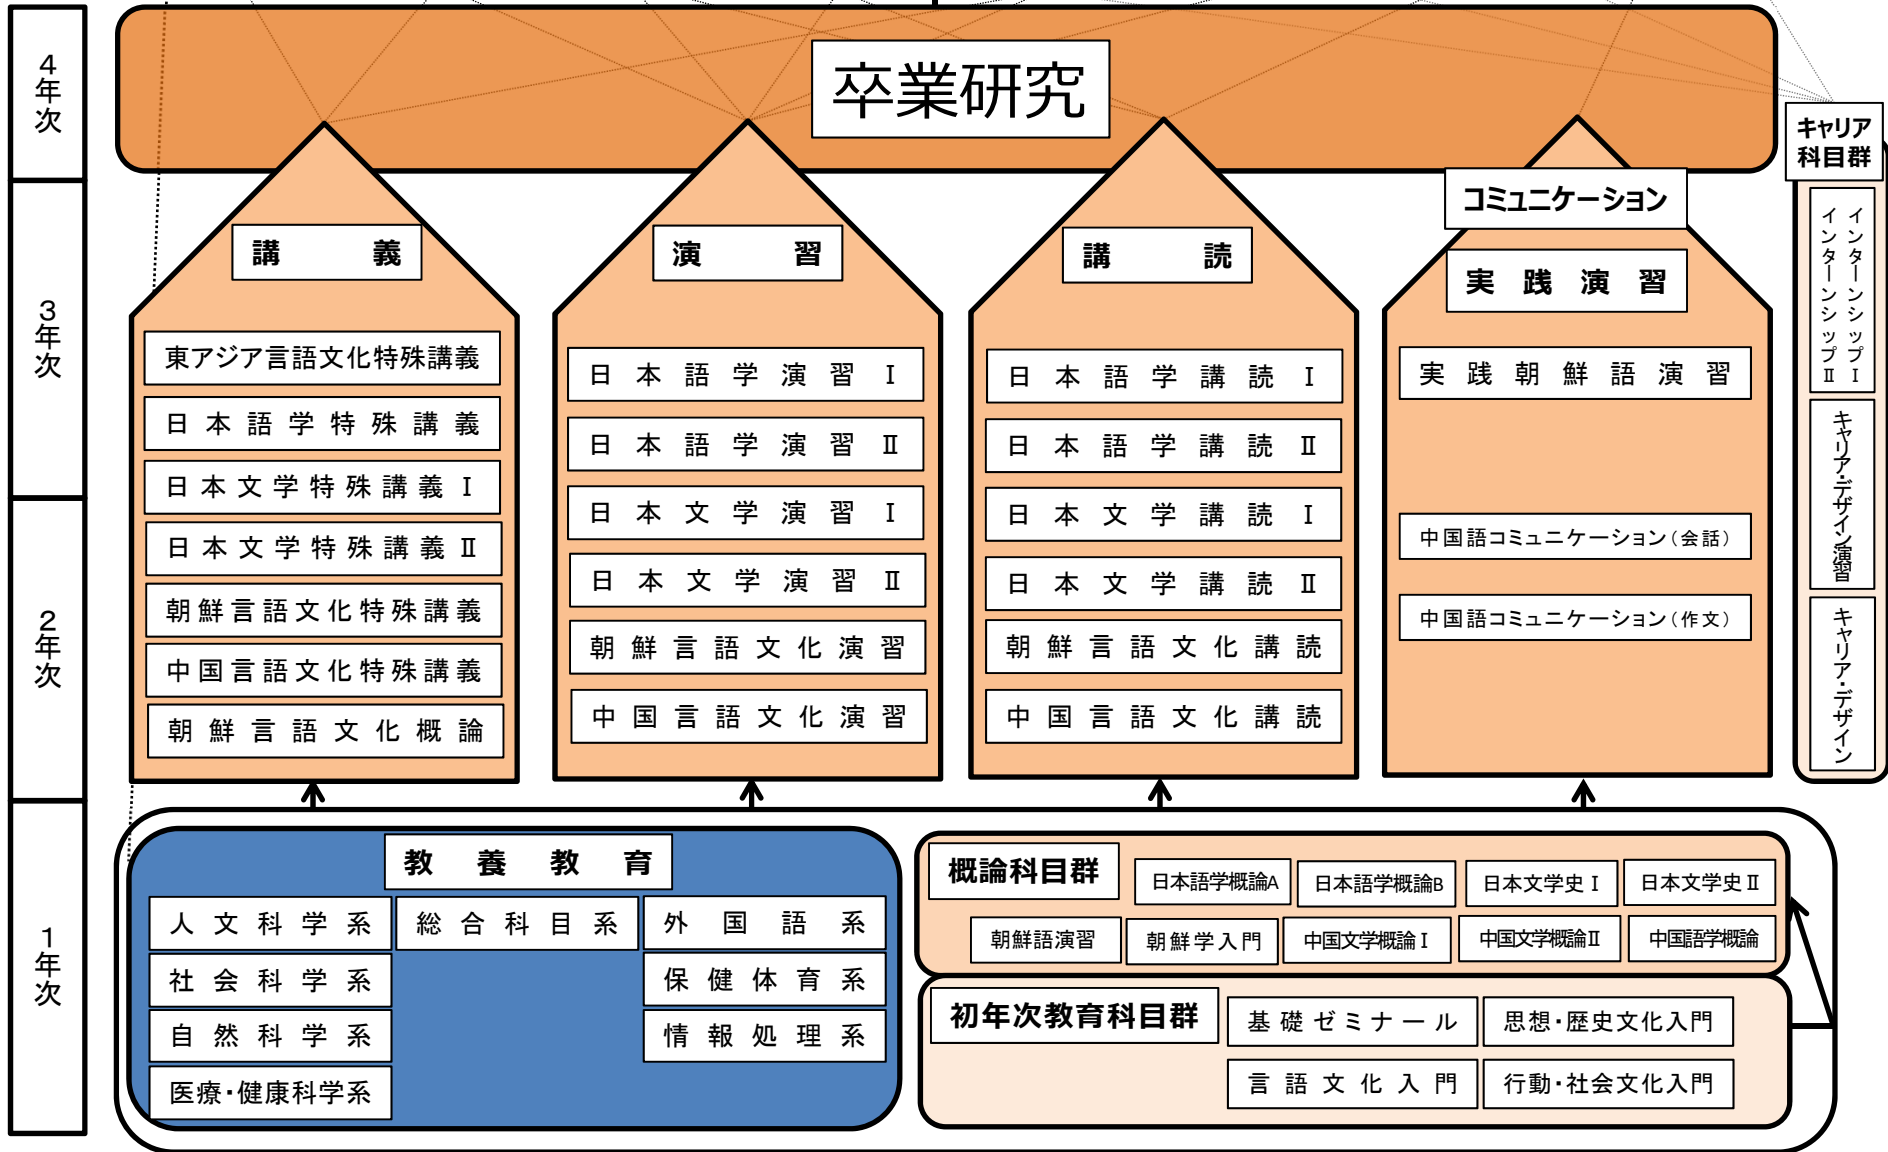 4年次
卒業研究
キャリア
科目群
3年次
講義
演習
講読
コミュニケーション
実践演習
東アジア言語文化特殊講義
日本語学特殊講義
日本文学特殊講義Ⅰ
日本文学特殊講義Ⅱ
朝鮮言語文化特殊講義
中国言語文化特殊講義
朝鮮言語文化概論
日本語学演習Ⅰ
日本語学演習Ⅱ
日本文学演習Ⅰ
日本文学演習Ⅱ
朝鮮言語文化演習
中国言語文化演習
日本語学講読Ⅰ
日本語学講読Ⅱ
日本文学講読Ⅰ
日本文学講読Ⅱ
朝鮮言語文化講読
中国言語文化講読
実践朝鮮語演習
中国語コミュニケーション(会話)
中国語コミュニケーション(作文)
インターンシップⅠ
インターンシップⅡ
キャリア・デザイン演習
キャリア・デザイン
2年次
1年次
教養教育
人文科学系
総合科目系
外国語系
社会科学系
保健体育系
自然科学系
情報処理系
医療・健康科学系
概論科目群
日本語学概論A
日本語学概論B
日本文学史Ⅰ
日本文学史Ⅱ
朝鮮語演習
朝鮮学入門
中国文学概論Ⅰ
中国文学概論Ⅱ
中国語学概論
初年次教育科目群
基礎ゼミナール
思想・歴史文化入門
言語文化入門
行動・社会文化入門